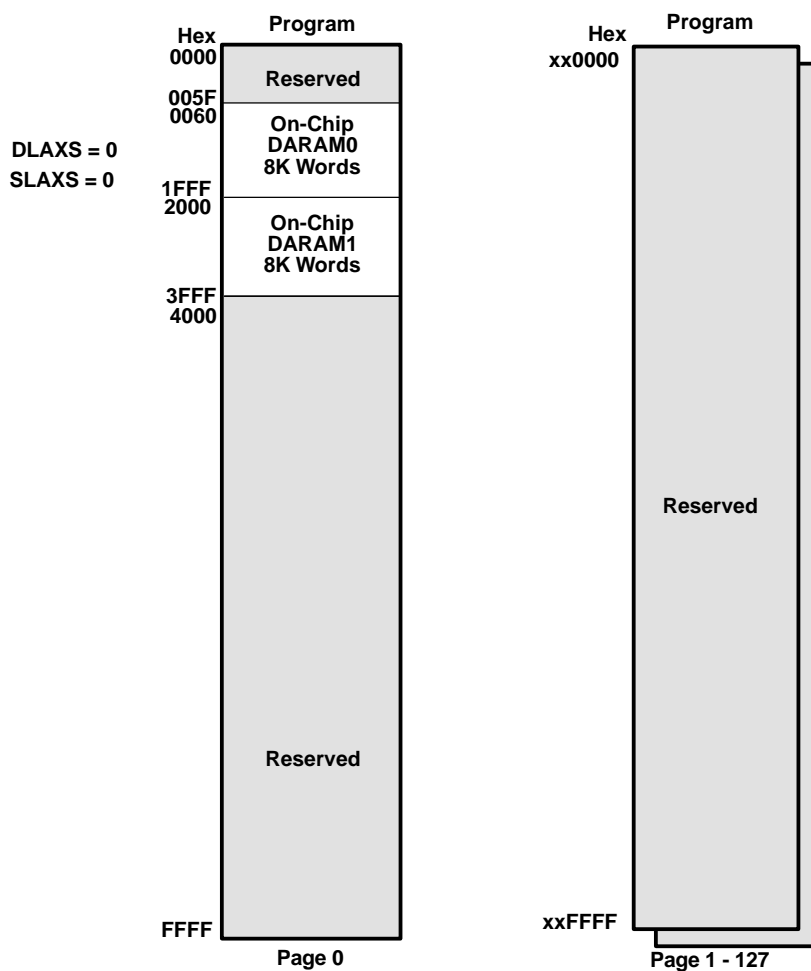 Program
Hex
0000
Reserved
005F
0060
On-Chip
DARAM0
8K Words
DLAXS = 0
SLAXS = 0
1FFF
2000
On-Chip
DARAM1
8K Words
3FFF
4000
Reserved
FFFF
Page 0
Program
Hex
xx0000
Reserved
xxFFFF
Page 1 - 127